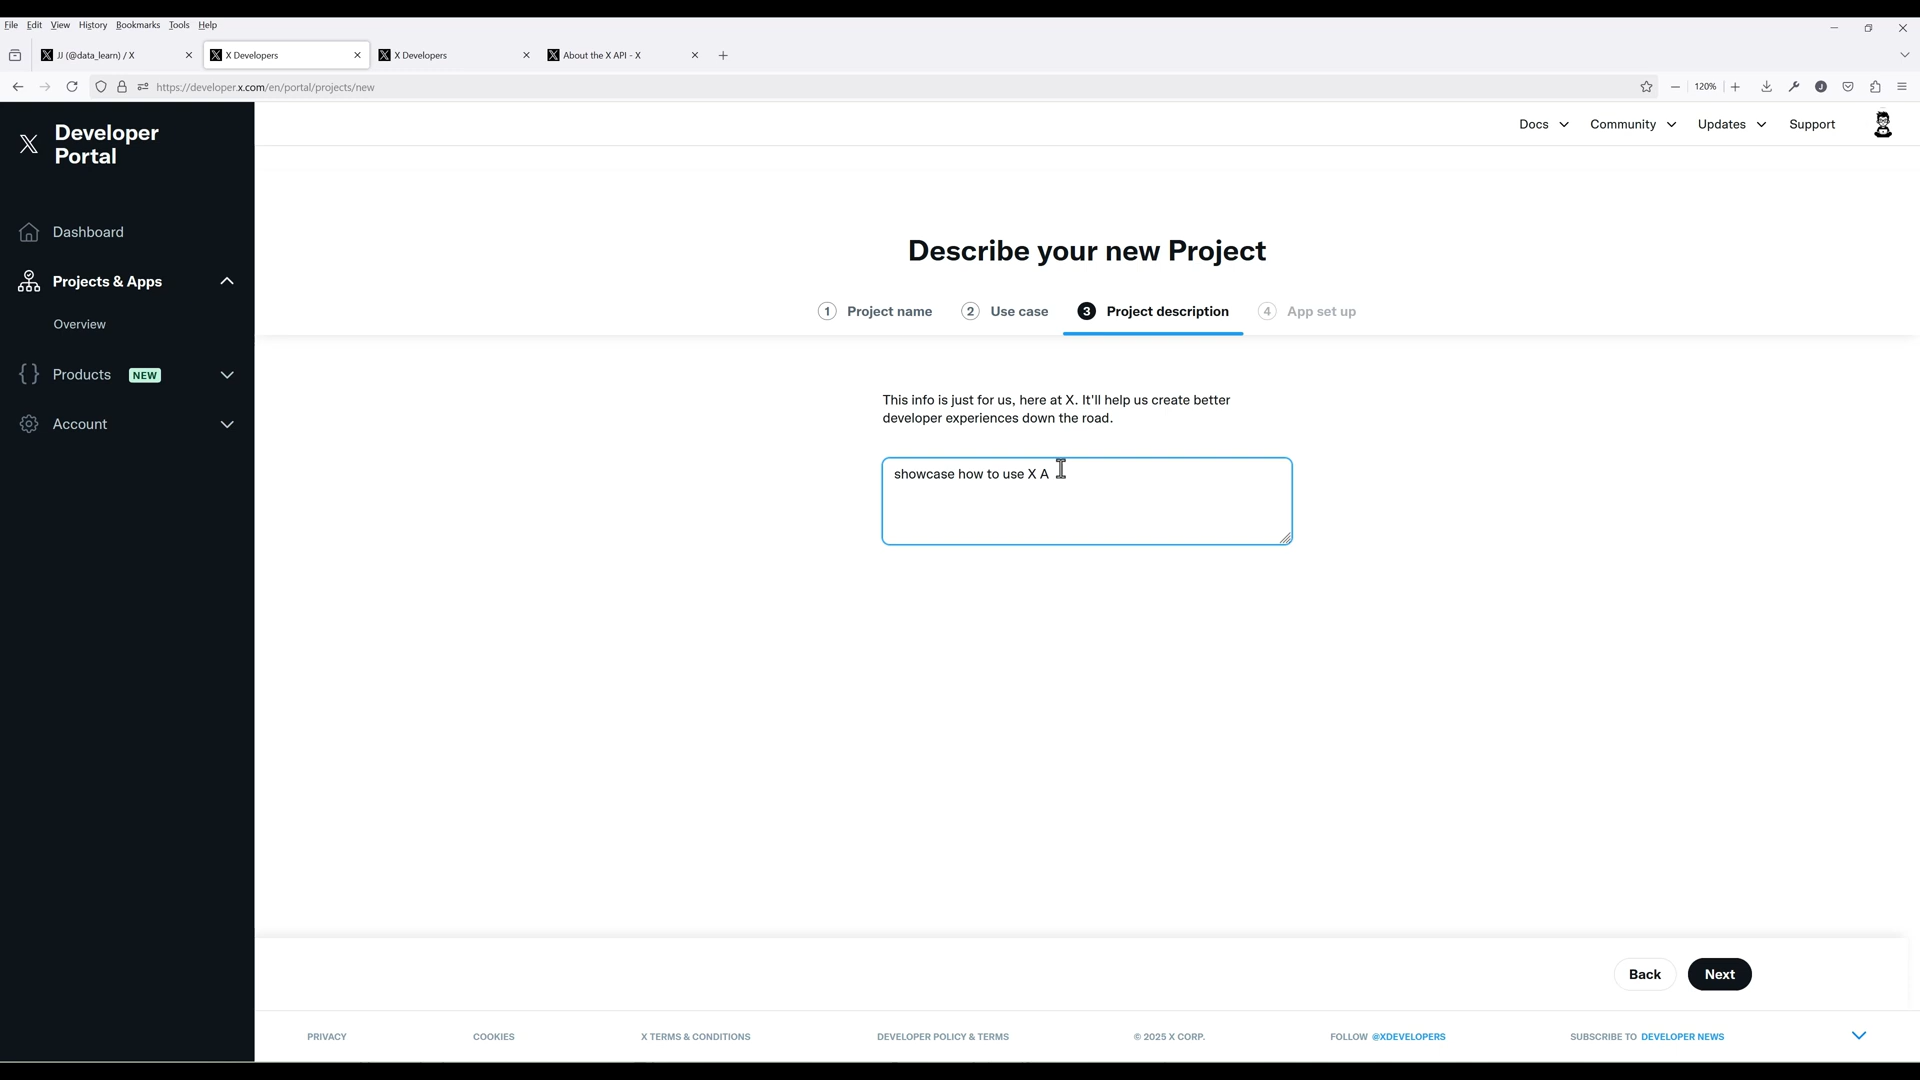 File Edit View History Bookmarks Tools Help
JJ (@data_learn) / X
X Developers
X Developers
About the X API - X
https://developer.x.com/en/portal/projects/new
120%
Developer
Portal
Docs
Community
Updates
Support
Dashboard
Projects & Apps
Overview
Products NEW
Account
Describe your new Project
1 Project name
2 Use case
3 Project description
4 App set up
This info is just for us, here at X. It'll help us create better
developer experiences down the road.
showcase how to use X A
Back
Next
PRIVACY
COOKIES
X TERMS & CONDITIONS
DEVELOPER POLICY & TERMS
© 2025 X CORP.
FOLLOW @XDEVELOPERS
SUBSCRIBE TO DEVELOPER NEWS